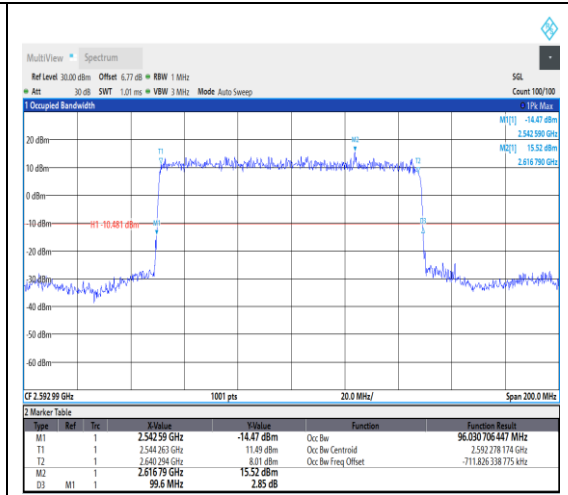 MultiView Spectrum
Ref Level 30.00 dBm Offset 6.77 dB RBW 1 MHz SGL
Att 30 dB SWT 1.01 ms VBW 3 MHz Mode Auto Sweep Count 100/100
1 Occupied Bandwidth 1Pk Max
M1[1] -14.47 dBm
2.542 590 GHz
M2[1] 15.52 dBm
2.616 790 GHz
20 dBm
T1 M2 T2
10 dBm
0 dBm
-10 dBm H1 -10.481 dBm M1 D3
-20 dBm
-30 dBm
-40 dBm
-50 dBm
-60 dBm
CF 2.592 99 GHz 1001 pts 20.0 MHz/ Span 200.0 MHz
2 Marker Table
Type Ref Trc X-Value Y-Value Function Function Result
M1 1 2.542 59 GHz -14.47 dBm Occ Bw 96.030 706 447 MHz
T1 1 2.544 263 GHz 11.49 dBm Occ Bw Centroid 2.592 278 174 GHz
T2 1 2.640 294 GHz 8.01 dBm Occ Bw Freq Offset -711.826 338 775 kHz
M2 1 2.616 79 GHz 15.52 dBm
D3 M1 1 99.6 MHz 2.85 dB